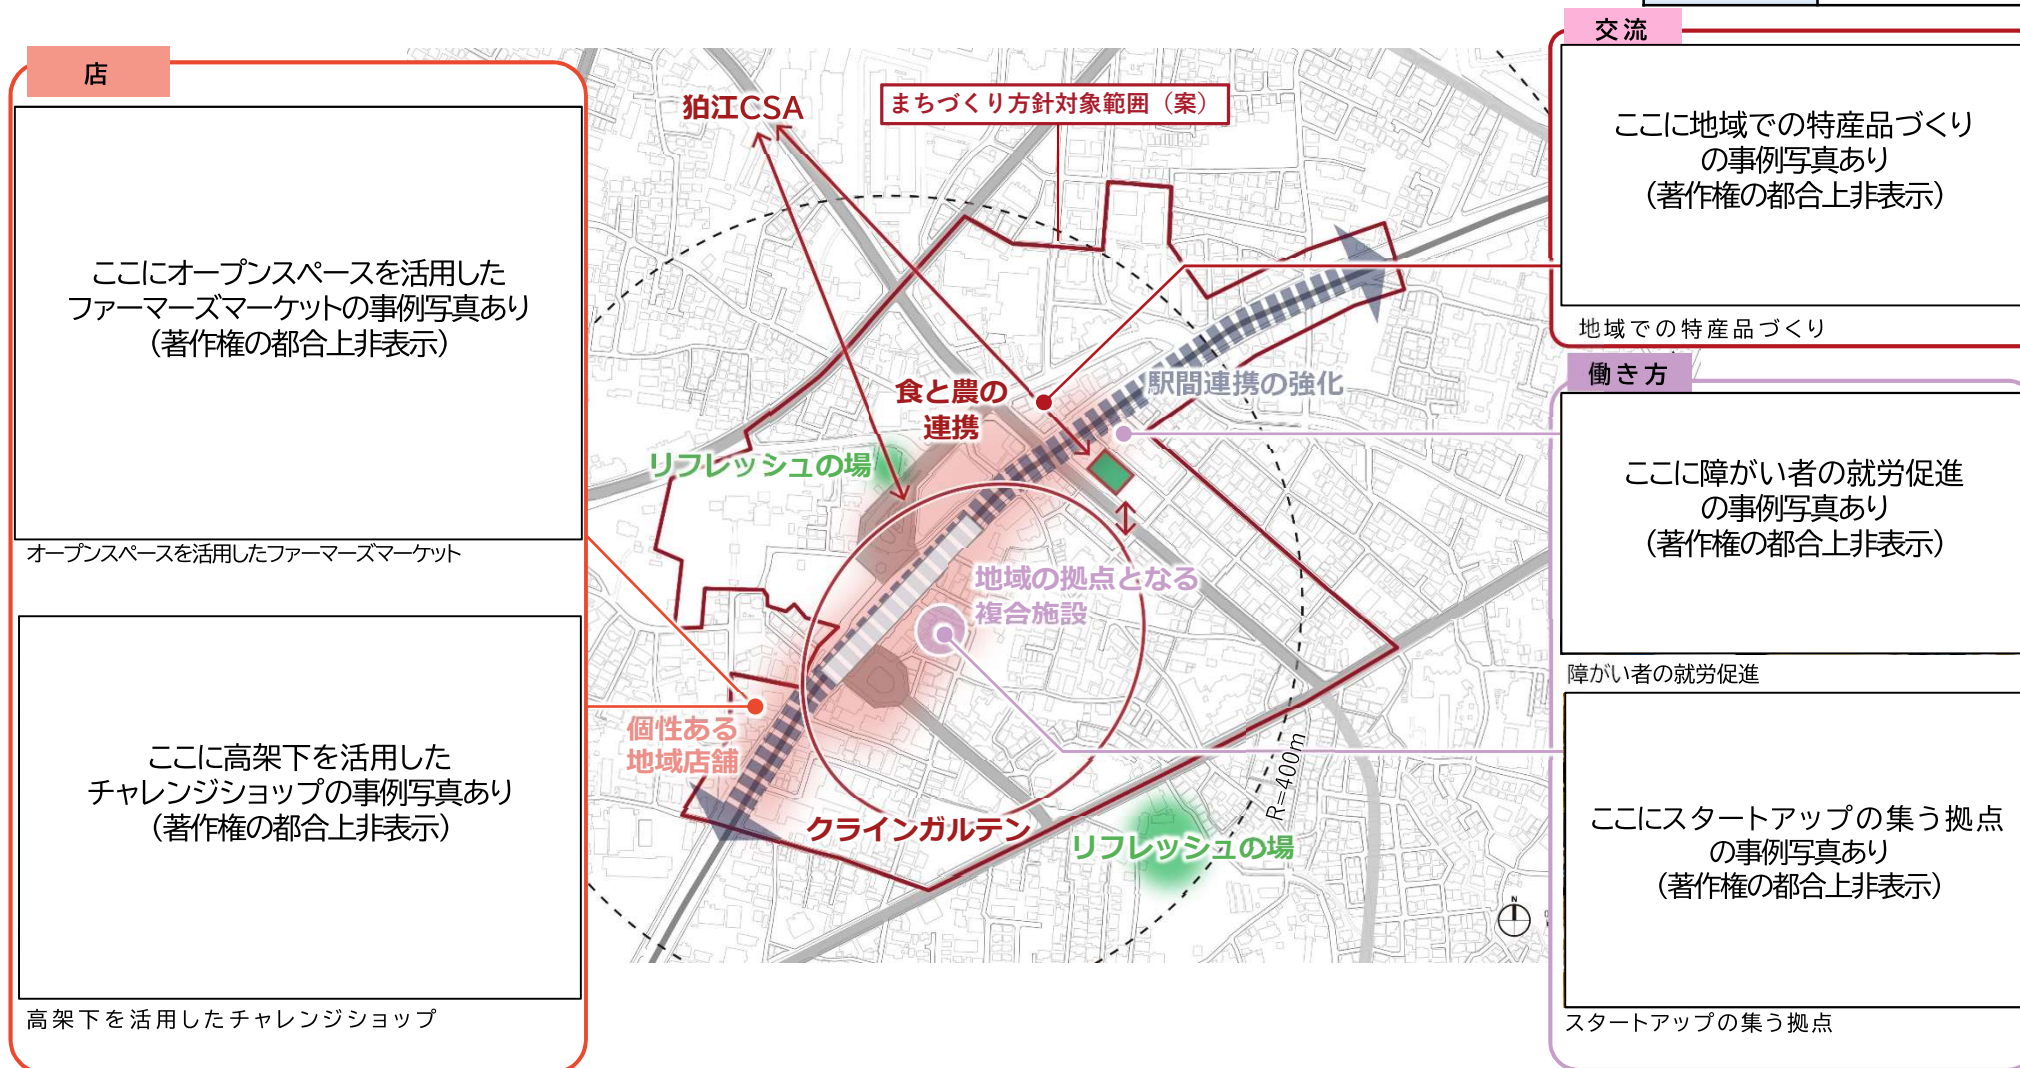 店
ここにオープンスペースを活用した
ファーマーズマーケットの事例写真あり
（著作権の都合上非表示）
オープンスペースを活用したファーマーズマーケット
ここに高架下を活用した
チャレンジショップの事例写真あり
（著作権の都合上非表示）
高架下を活用したチャレンジショップ
狛江CSA
まちづくり方針対象範囲（案）
食と農の
連携
駅間連携の強化
リフレッシュの場
地域の拠点となる
複合施設
個性ある
地域店舗
クラインガルテン
リフレッシュの場
R=400m
N
交流
ここに地域での特産品づくり
の事例写真あり
（著作権の都合上非表示）
地域での特産品づくり
働き方
ここに障がい者の就労促進
の事例写真あり
（著作権の都合上非表示）
障がい者の就労促進
ここにスタートアップの集う拠点
の事例写真あり
（著作権の都合上非表示）
スタートアップの集う拠点